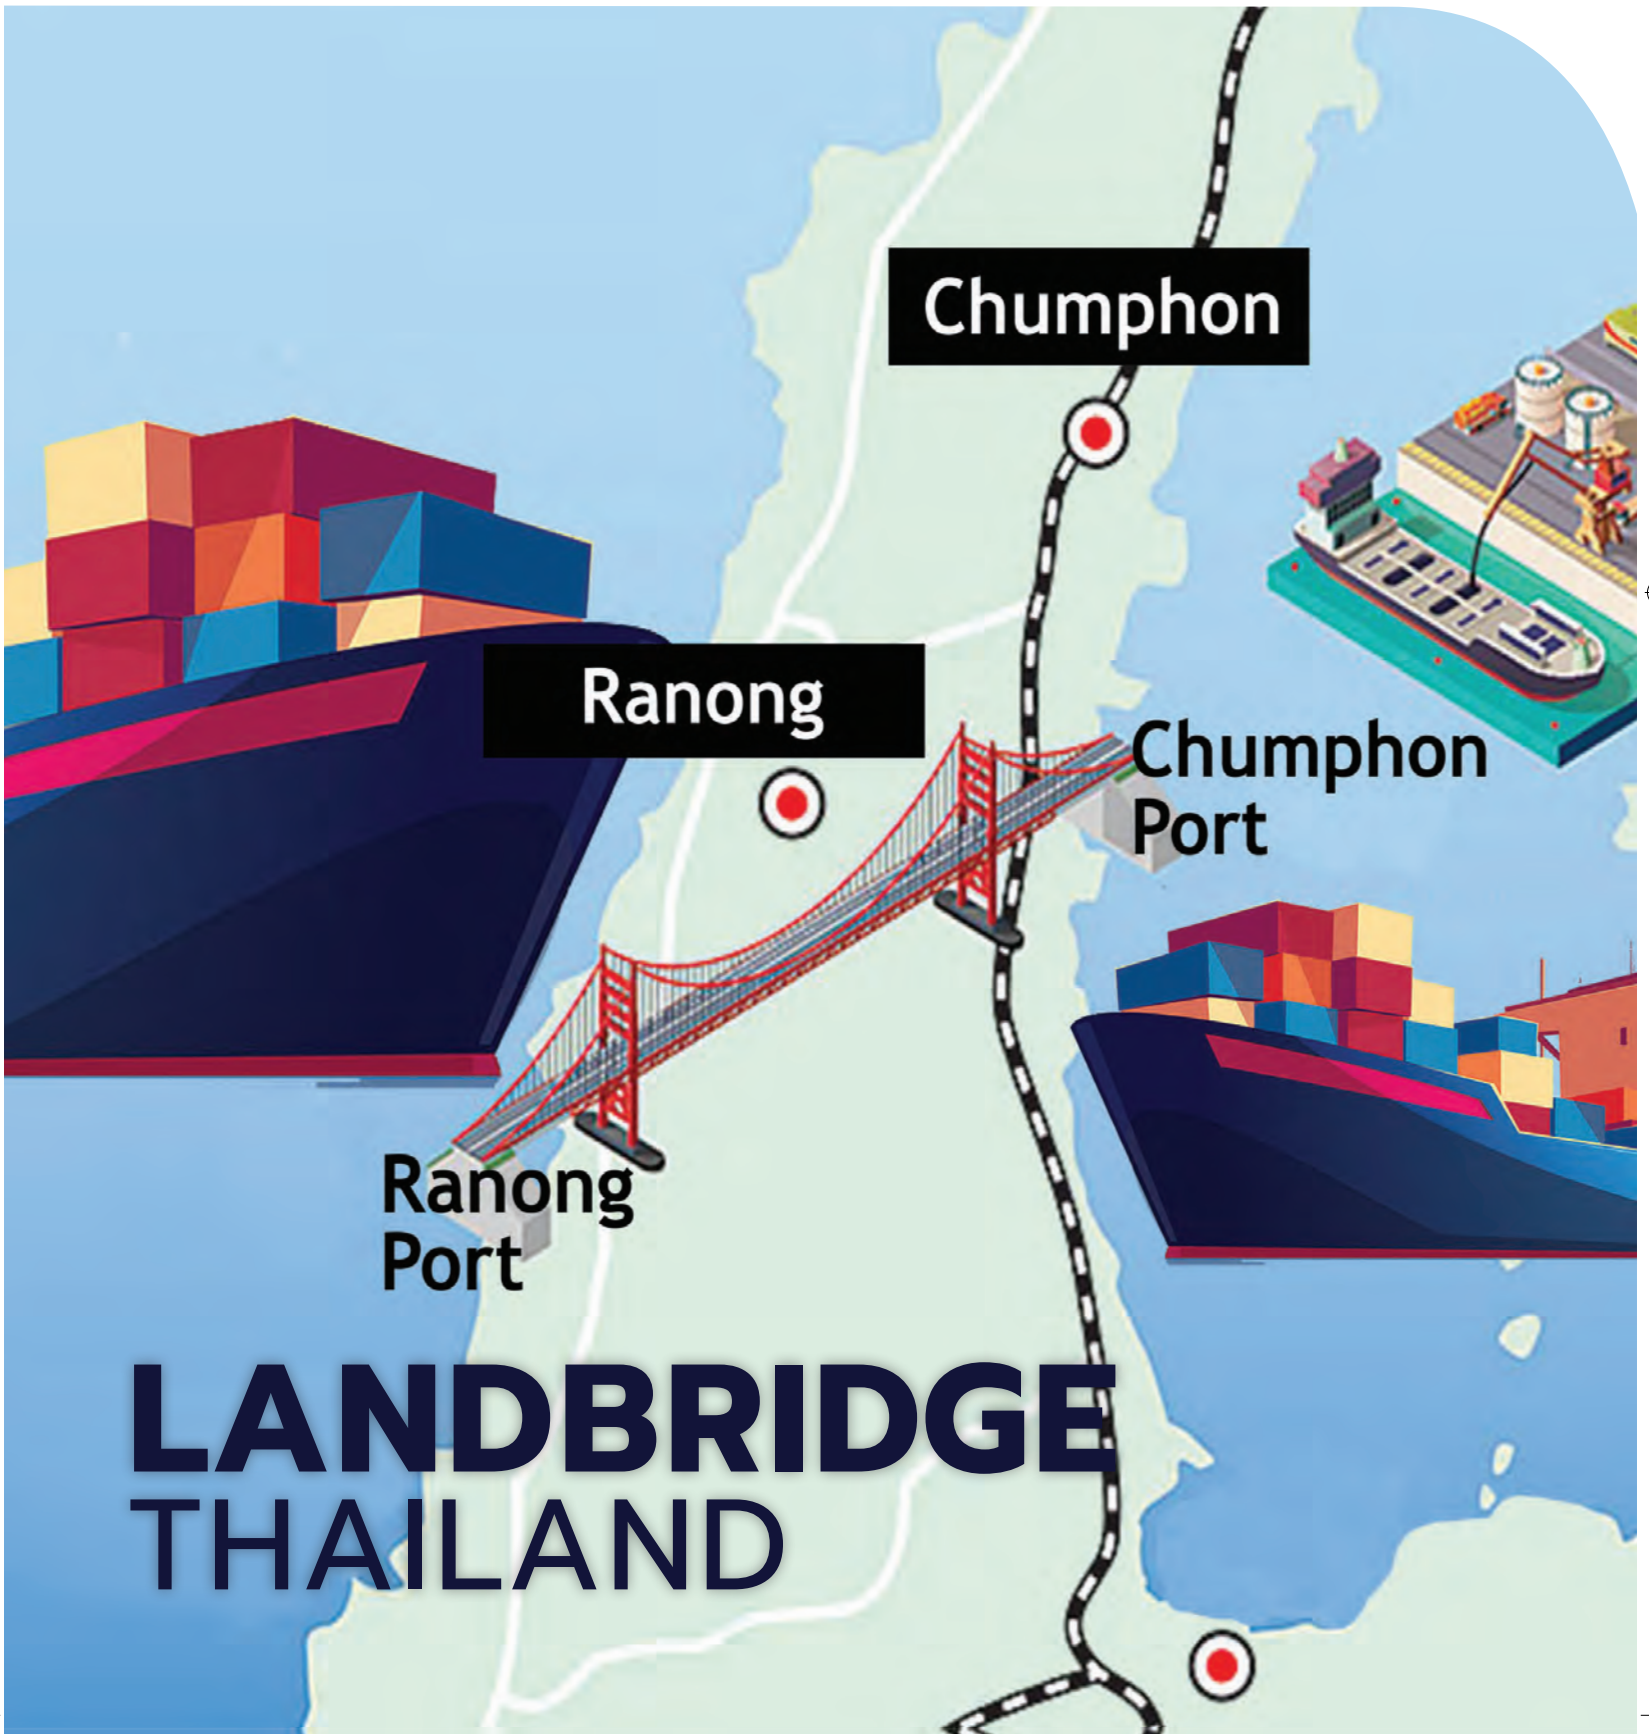 Chumphon
Ranong
Chumphon
Port
Ranong
Port
LANDBRIDGE
THAILAND